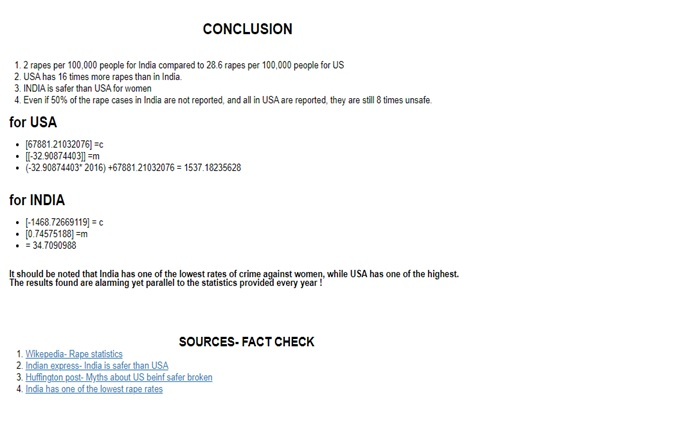 CONCLUSION
1. 2 rapes per 100,000 people for India compared to 28.6 rapes per 100,000 people for US
2. USA has 16 times more rapes than in India.
3. INDIA is safer than USA for women
4. Even if 50% of the rape cases in India are not reported, and all in USA are reported, they are still 8 times unsafe.
for USA
• [67881.21032076] =c
• [[-32.90874403]] =m
• (-32.90874403* 2016) +67881.21032076 = 1537.18235628
for INDIA
• [-1468.72669119] = c
• [0.74575188] =m
• = 34.7090988
It should be noted that India has one of the lowest rates of crime against women, while USA has one of the highest.
The results found are alarming yet parallel to the statistics provided every year !
SOURCES- FACT CHECK
1. Wikepedia- Rape statistics
2. Indian express- India is safer than USA
3. Huffington post- Myths about US beinf safer broken
4. India has one of the lowest rape rates